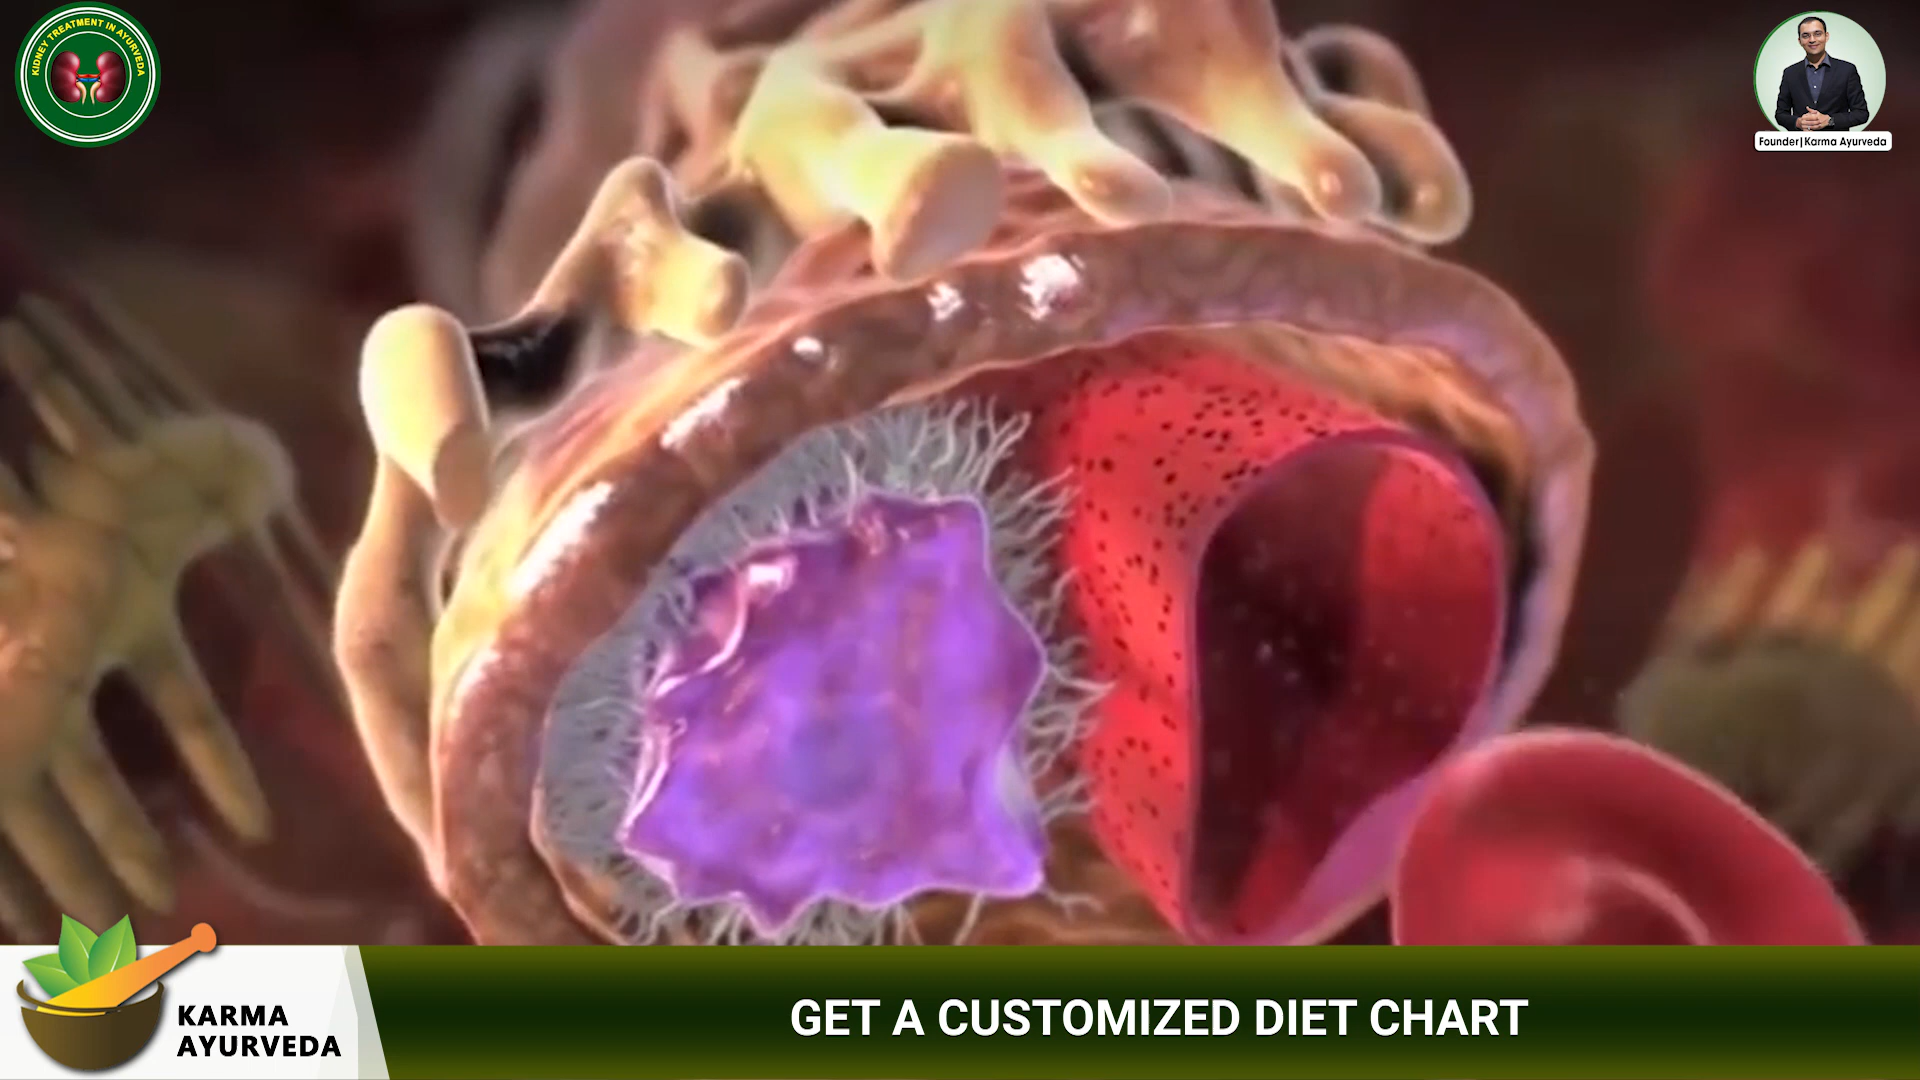 KIDNEY TREATMENT IN AYURVEDA
Founder|Karma Ayurveda
KARMA
AYURVEDA
GET A CUSTOMIZED DIET CHART